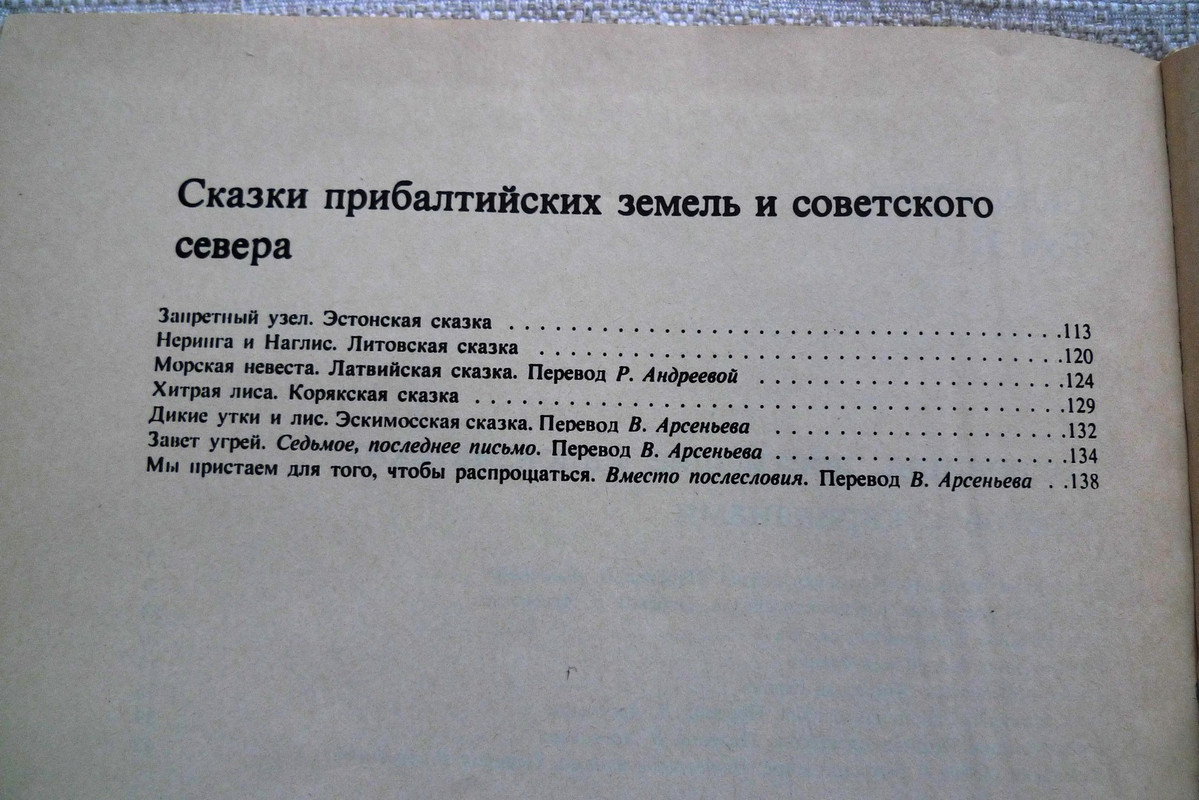 Сказки прибалтийских земель и советского
севера
Запретный узел. Эстонская сказка . . . . . . . . . . . . . . . . . . . . . . . . . . . . . . . . . . . . .113
Неринга и Наглис. Литовская сказка . . . . . . . . . . . . . . . . . . . . . . . . . . . . . . . . . . .120
Морская невеста. Латвийская сказка. Перевод Р. Андреевой . . . . . . . . . . . . . . . . . . . .124
Хитрая лиса. Корякская сказка . . . . . . . . . . . . . . . . . . . . . . . . . . . . . . . . . . . . . . .129
Дикие утки и лис. Эскимосская сказка. Перевод В. Арсеньева . . . . . . . . . . . . . . . . . . .132
Завет угрей. Седьмое, последнее письмо. Перевод В. Арсеньева . . . . . . . . . . . . . . . . . . .134
Мы пристаем для того, чтобы распрощаться. Вместо послесловия. Перевод В. Арсеньева . .138